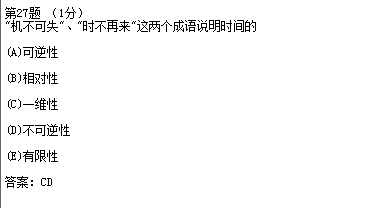 第27题 （1分）
"机不可失"、"时不再来"这两个成语说明时间的
(A)可逆性
(B)相对性
(C)一维性
(D)不可逆性
(E)有限性
答案：CD